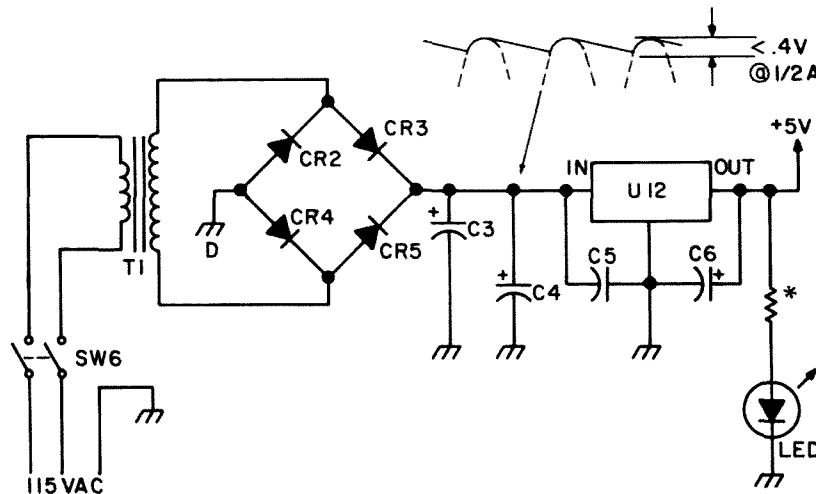 < .4V
@ 1/2A
+5V
CR2
CR3
IN
OUT
U12
D
CR4
CR5
+
C3
C5
C6
+
T1
+
C4
*
SW6
LED
115VAC